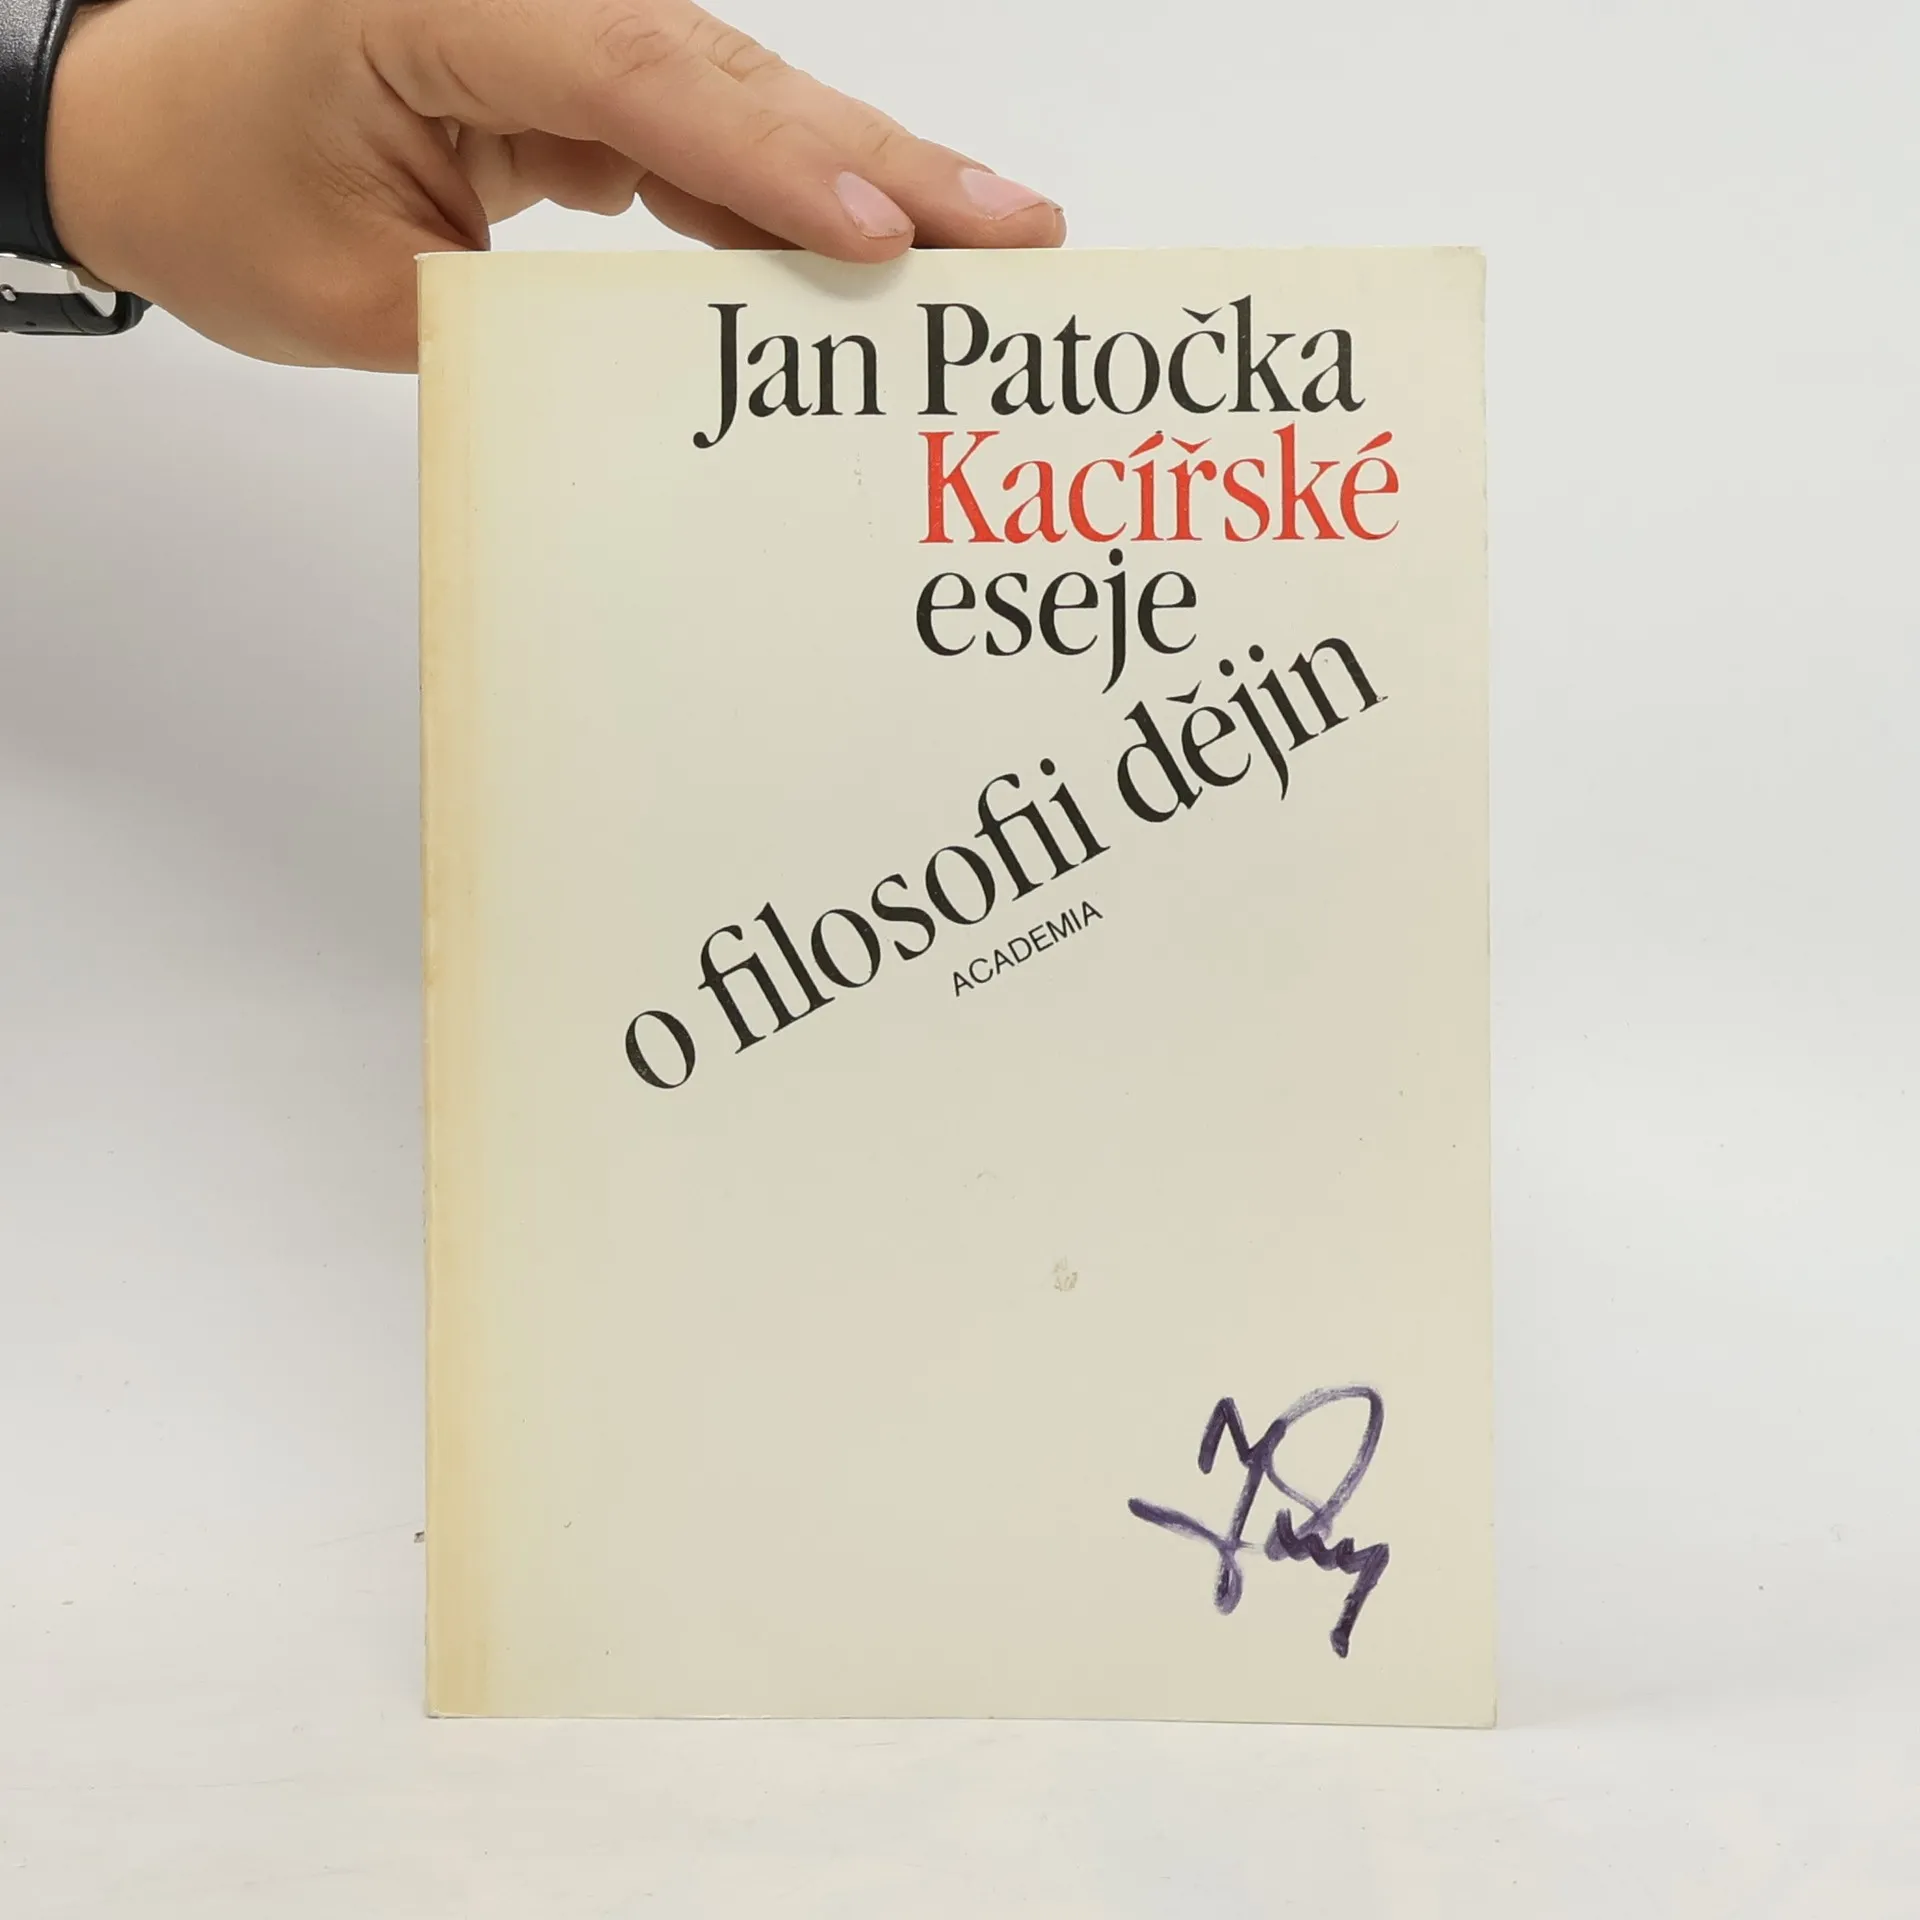 Jan Patočka
Kacířské
eseje
o filosofii dějin
ACADEMIA